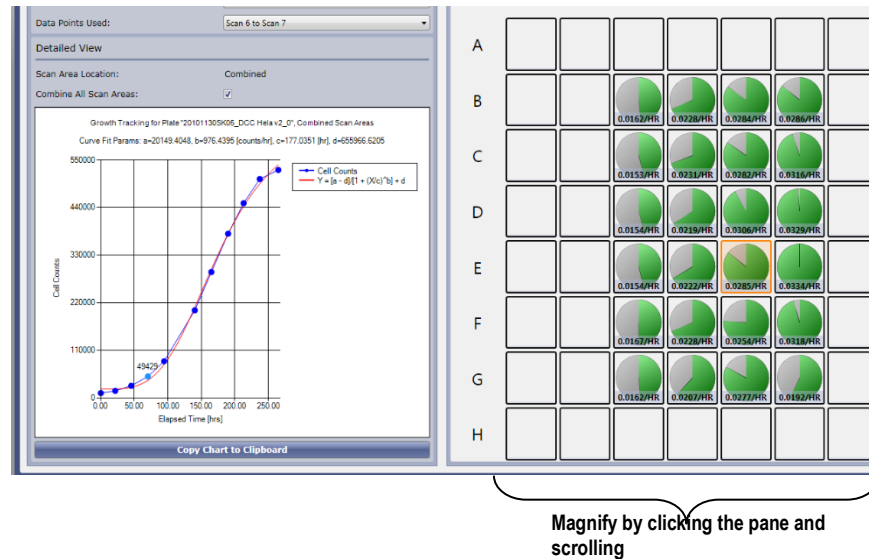 Data Points Used: Scan 6 to Scan 7
Detailed View
Scan Area Location: Combined
Combine All Scan Areas:
Growth Tracking for Plate "20101130SK06_DCC Hela v2_0", Combined Scan Areas
Curve Fit Params: a=20149.4048, b=976.4395 [counts/hr], c=177.0351 [hr], d=655966.6205
Cell Counts
Y = [a - d]/[1 + (X/c)^b] + d
550000
440000
330000
220000
110000
0
Cell Counts
49429
0.00 50.00 100.00 150.00 200.00 250.00
Elapsed Time [hrs]
Copy Chart to Clipboard
A
B 0.0162/HR 0.0228/HR 0.0284/HR 0.0286/HR
C 0.0153/HR 0.0231/HR 0.0282/HR 0.0316/HR
D 0.0154/HR 0.0219/HR 0.0306/HR 0.0329/HR
E 0.0154/HR 0.0222/HR 0.0285/HR 0.0334/HR
F 0.0167/HR 0.0228/HR 0.0254/HR 0.0318/HR
G 0.0162/HR 0.0207/HR 0.0277/HR 0.0192/HR
H
Magnify by clicking the pane and
scrolling